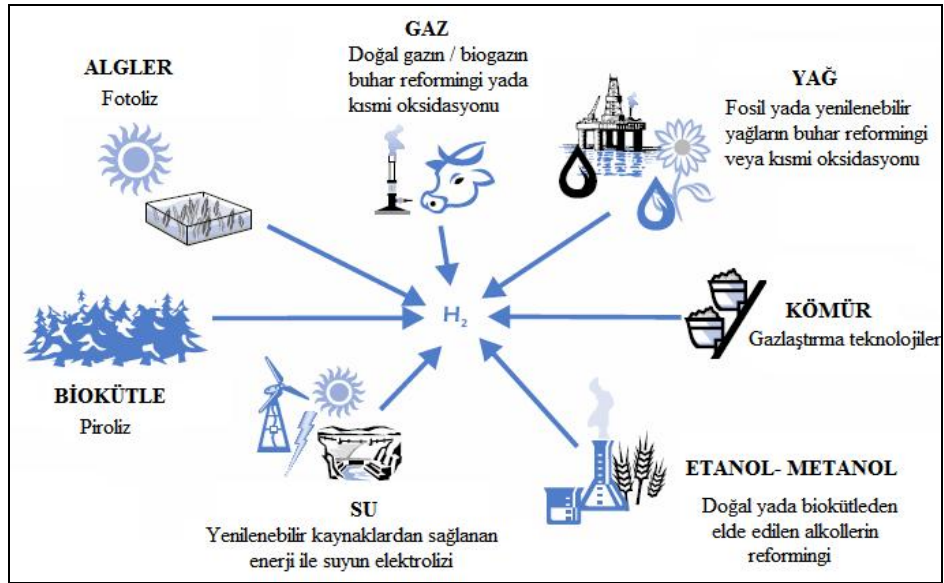 GAZ
Doğal gazın / biogazın
buhar reformingi yada
kısmi oksidasyonu
ALGLER
Fotoliz
YAĞ
Fosil yada yenilenebilir
yağların buhar reformingi
veya kısmi oksidasyonu
H₂
KÖMÜR
Gazlaştırma teknolojiler
BİOKÜTLE
Piroliz
SU
Yenilenebilir kaynaklardan sağlanan
enerji ile suyun elektrolizi
ETANOL- METANOL
Doğal yada biokütleden
elde edilen alkollerin
reformingi